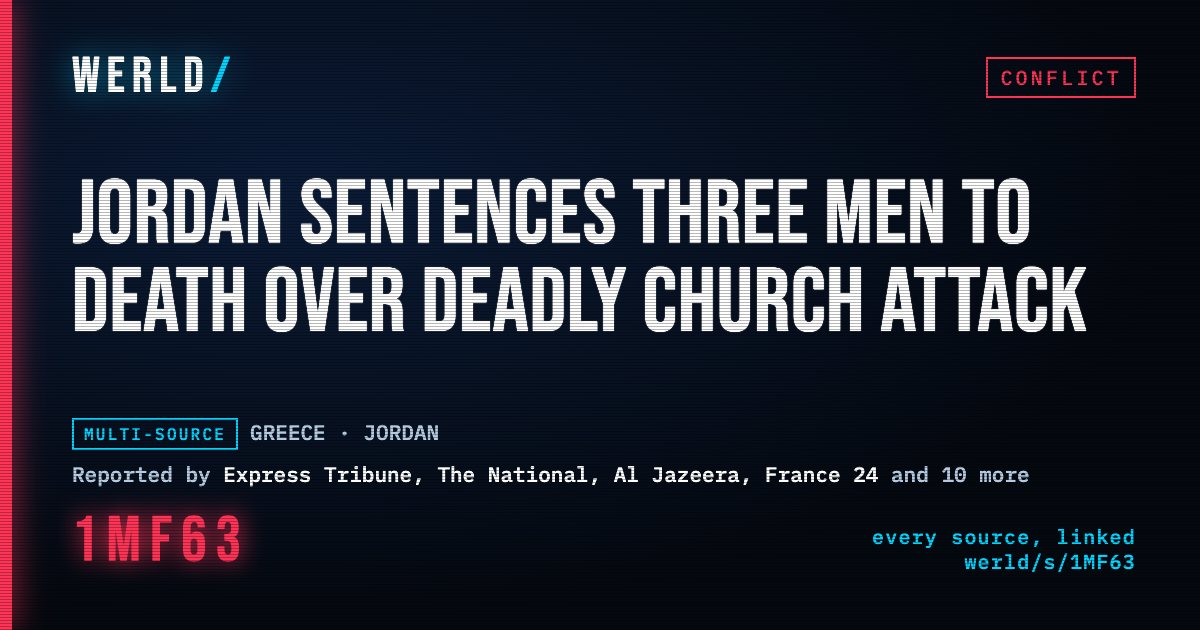 WERLD/
CONFLICT
JORDAN SENTENCES THREE MEN TO
DEATH OVER DEADLY CHURCH ATTACK
MULTI-SOURCE GREECE · JORDAN
Reported by Express Tribune, The National, Al Jazeera, France 24 and 10 more
1MF63
every source, linked
werld/s/1MF63